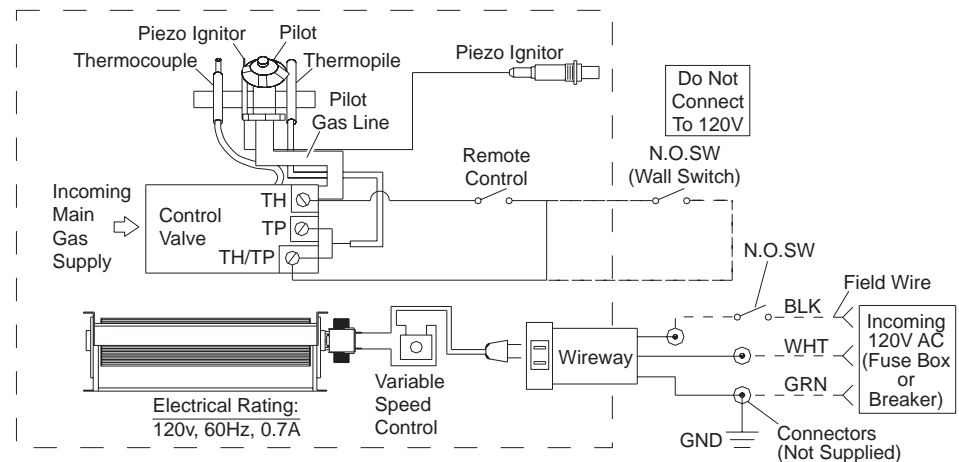 Piezo Ignitor
Pilot
Thermocouple
Thermopile
Piezo Ignitor
Pilot
Gas Line
Do Not
Connect
To 120V
Remote
Control
N.O.SW
(Wall Switch)
Incoming
Main
Gas
Supply
Control
Valve
TH
TP
TH/TP
N.O.SW
Field Wire
BLK
WHT
GRN
Incoming
120V AC
(Fuse Box
or
Breaker)
Wireway
Variable
Speed
Control
Electrical Rating:
120v, 60Hz, 0.7A
GND
Connectors
(Not Supplied)